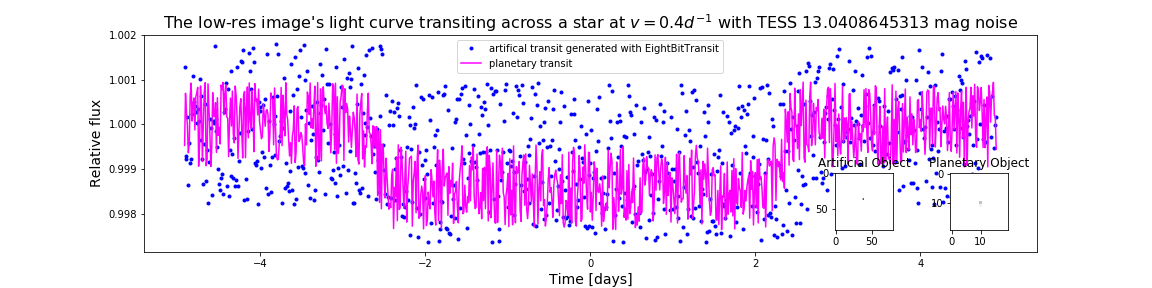 The low-res image's light curve transiting across a star at v = 0.4d⁻¹ with TESS 13.0408645313 mag noise
artifical transit generated with EightBitTransit
planetary transit
Relative flux
1.002
1.001
1.000
0.999
0.998
Artificial Object
0
50
0
50
Planetary Object
0
10
0
10
−4
−2
0
2
4
Time [days]